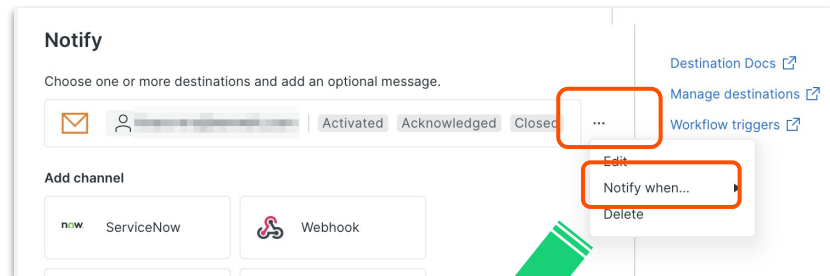 Notify
Choose one or more destinations and add an optional message.
Activated Acknowledged Closed ...
Destination Docs
Manage destinations
Workflow triggers
Edit
Notify when...
Delete
Add channel
now ServiceNow
Webhook